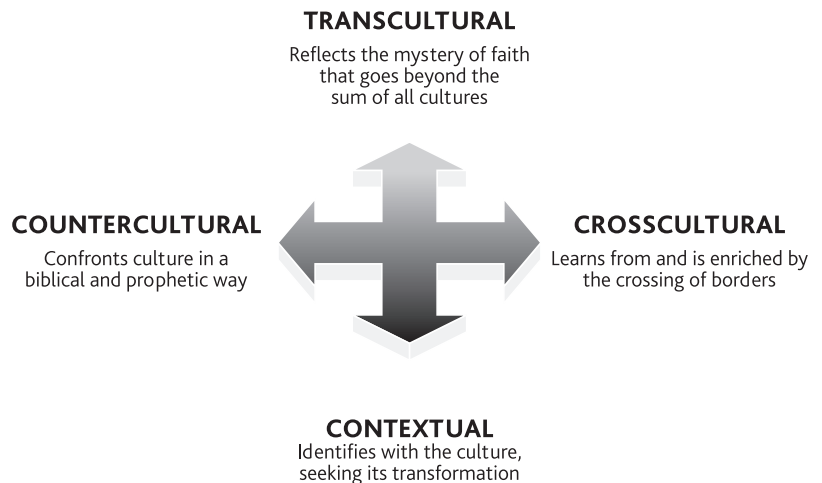 TRANSCULTURAL
Reflects the mystery of faith
that goes beyond the
sum of all cultures
COUNTERCULTURAL
Confronts culture in a
biblical and prophetic way
CROSSCULTURAL
Learns from and is enriched by
the crossing of borders
CONTEXTUAL
Identifies with the culture,
seeking its transformation